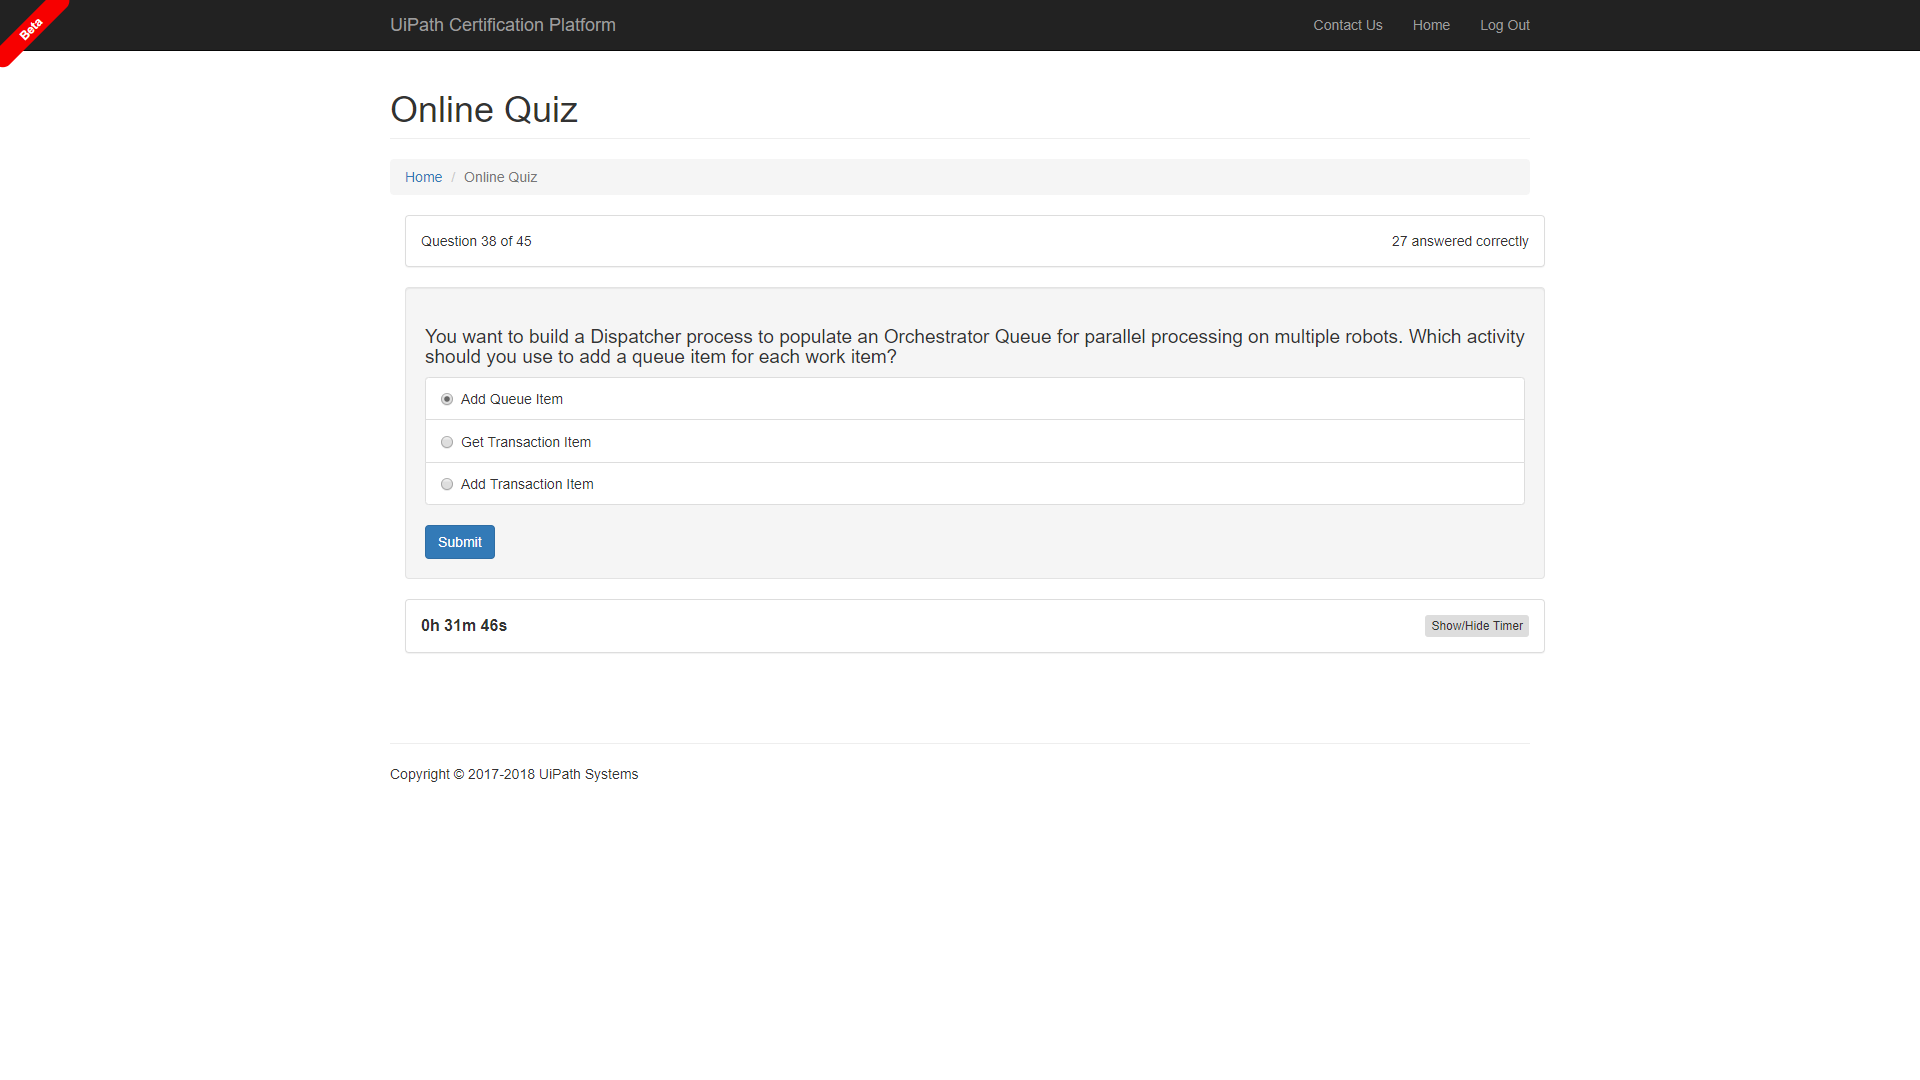 Beta
UiPath Certification Platform
Contact Us Home Log Out
Online Quiz
Home / Online Quiz
Question 38 of 45 27 answered correctly
You want to build a Dispatcher process to populate an Orchestrator Queue for parallel processing on multiple robots. Which activity
should you use to add a queue item for each work item?
Add Queue Item
Get Transaction Item
Add Transaction Item
Submit
0h 31m 46s Show/Hide Timer
Copyright © 2017-2018 UiPath Systems